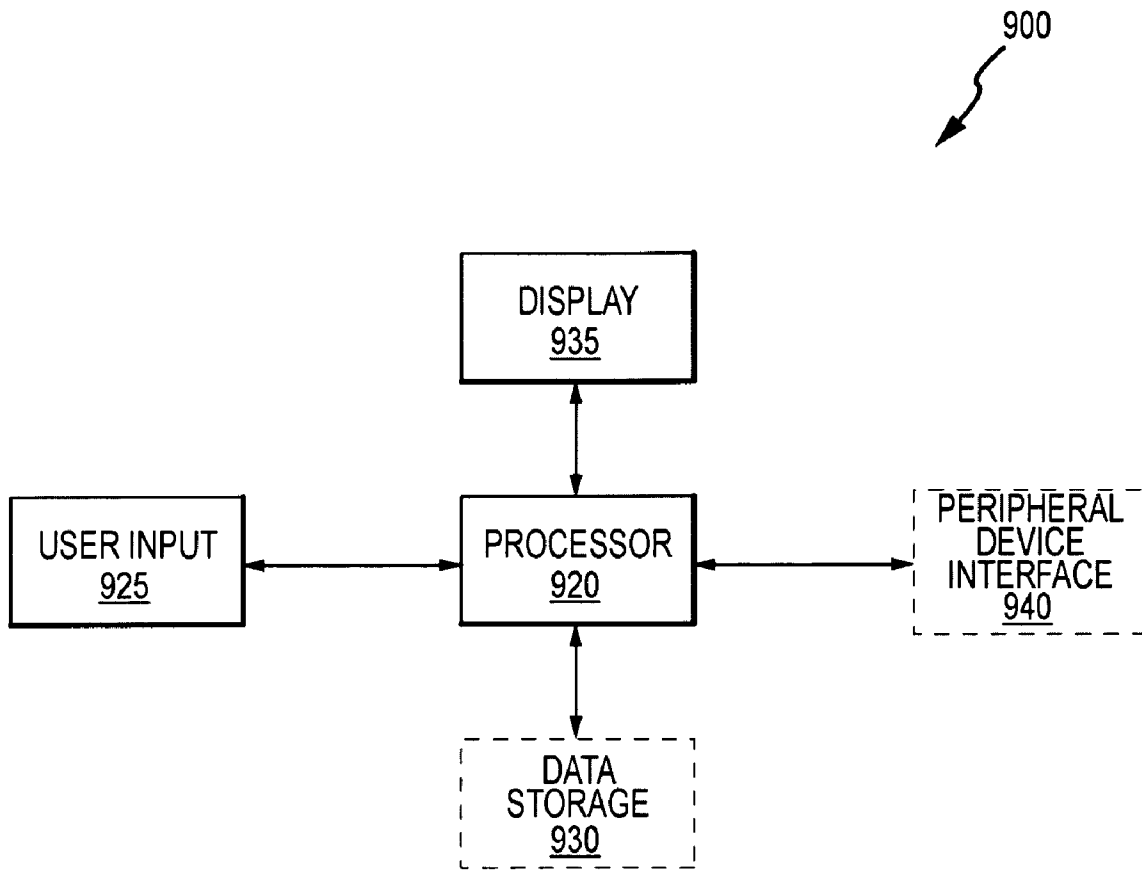 900
DISPLAY
935
USER INPUT
925
PROCESSOR
920
PERIPHERAL
DEVICE
INTERFACE
940
DATA
STORAGE
930